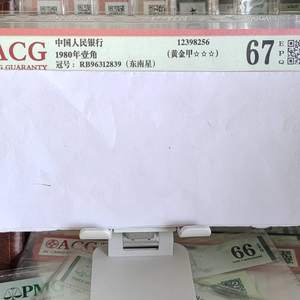 ACG
GUARANTY
中国人民银行
1980年壹角
冠号：RB96312839（东南星）
12398256
（黄金甲☆☆☆）
67
E
P
Q
ACG
PMG
66